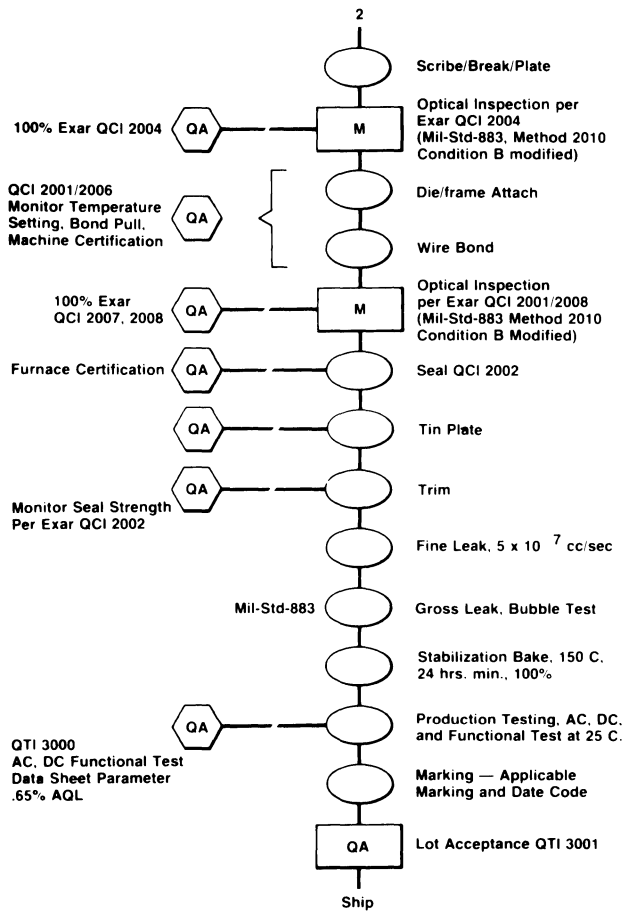 2
Scribe/Break/Plate
100% Exar QCI 2004
QA
M
Optical Inspection per
Exar QCI 2004
(Mil-Std-883, Method 2010
Condition B modified)
QCI 2001/2006
Monitor Temperature
Setting, Bond Pull,
Machine Certification
QA
Die/frame Attach
Wire Bond
100% Exar
QCI 2007, 2008
QA
M
Optical Inspection
per Exar QCI 2001/2008
(Mil-Std-883 Method 2010
Condition B Modified)
Furnace Certification
QA
Seal QCI 2002
QA
Tin Plate
QA
Trim
Monitor Seal Strength
Per Exar QCI 2002
Fine Leak, 5 x 10 7 cc/sec
Mil-Std-883
Gross Leak, Bubble Test
Stabilization Bake, 150 C,
24 hrs. min., 100%
QA
Production Testing, AC, DC,
and Functional Test at 25 C.
QTI 3000
AC, DC Functional Test
Data Sheet Parameter
.65% AQL
Marking — Applicable
Marking and Date Code
QA
Lot Acceptance QTI 3001
Ship